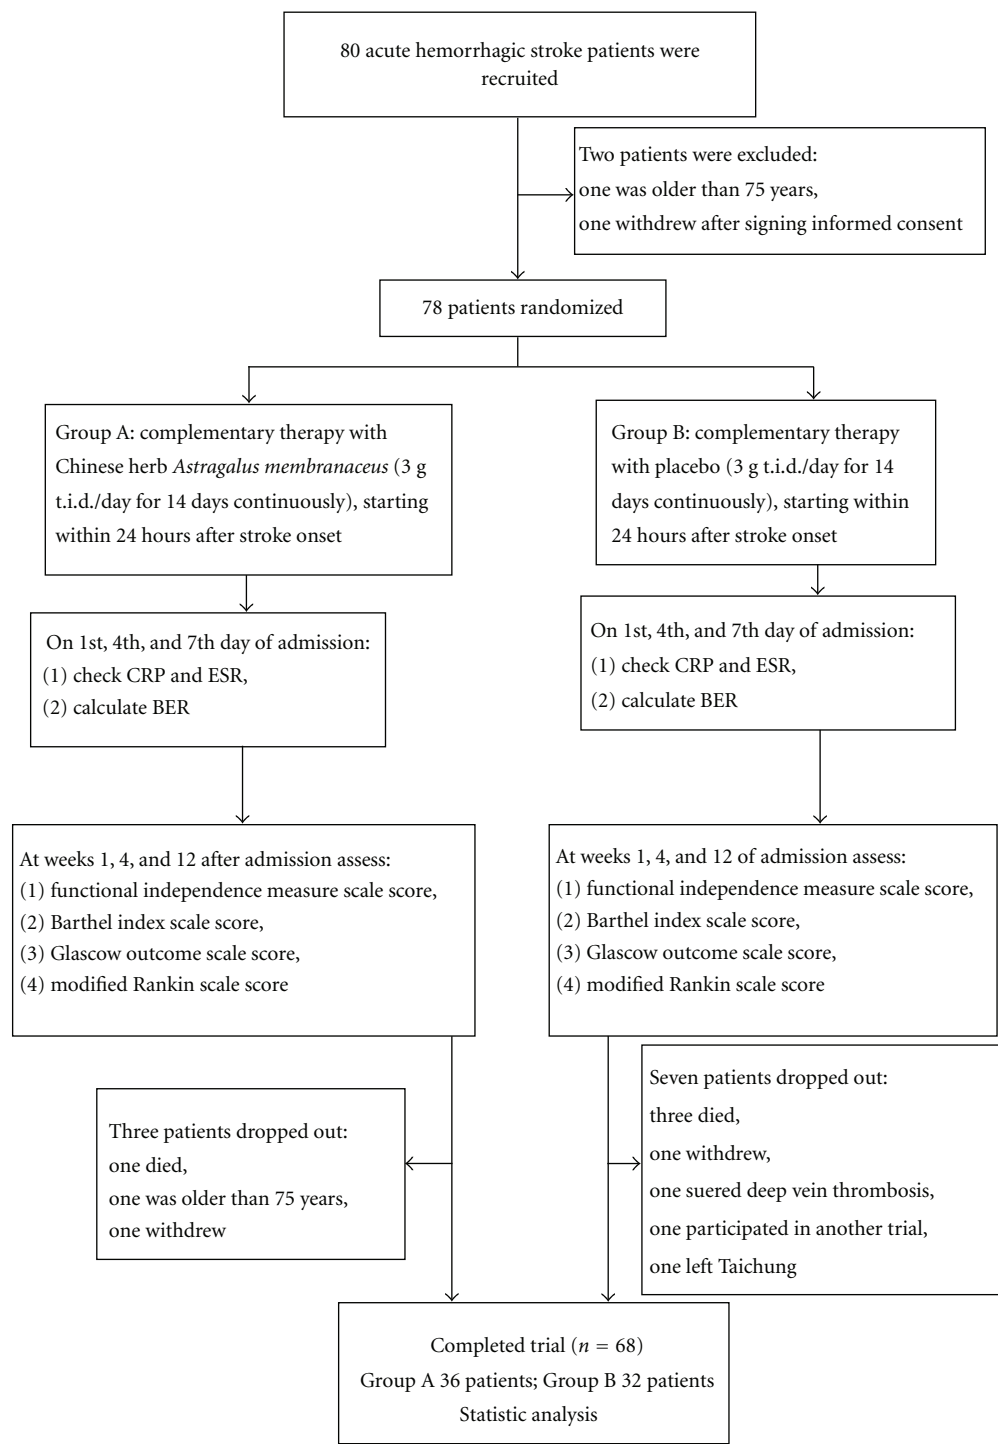 80 acute hemorrhagic stroke patients were
recruited
Two patients were excluded:
one was older than 75 years,
one withdrew after signing informed consent
78 patients randomized
Group A: complementary therapy with
Chinese herb Astragalus membranaceus (3 g
t.i.d./day for 14 days continuously), starting
within 24 hours after stroke onset
Group B: complementary therapy
with placebo (3 g t.i.d./day for 14
days continuously), starting within
24 hours after stroke onset
On 1st, 4th, and 7th day of admission:
(1) check CRP and ESR,
(2) calculate BER
On 1st, 4th, and 7th day of admission:
(1) check CRP and ESR,
(2) calculate BER
At weeks 1, 4, and 12 after admission assess:
(1) functional independence measure scale score,
(2) Barthel index scale score,
(3) Glascow outcome scale score,
(4) modified Rankin scale score
At weeks 1, 4, and 12 of admission assess:
(1) functional independence measure scale score,
(2) Barthel index scale score,
(3) Glascow outcome scale score,
(4) modified Rankin scale score
Three patients dropped out:
one died,
one was older than 75 years,
one withdrew
Seven patients dropped out:
three died,
one withdrew,
one suered deep vein thrombosis,
one participated in another trial,
one left Taichung
Completed trial (n = 68)
Group A 36 patients; Group B 32 patients
Statistic analysis